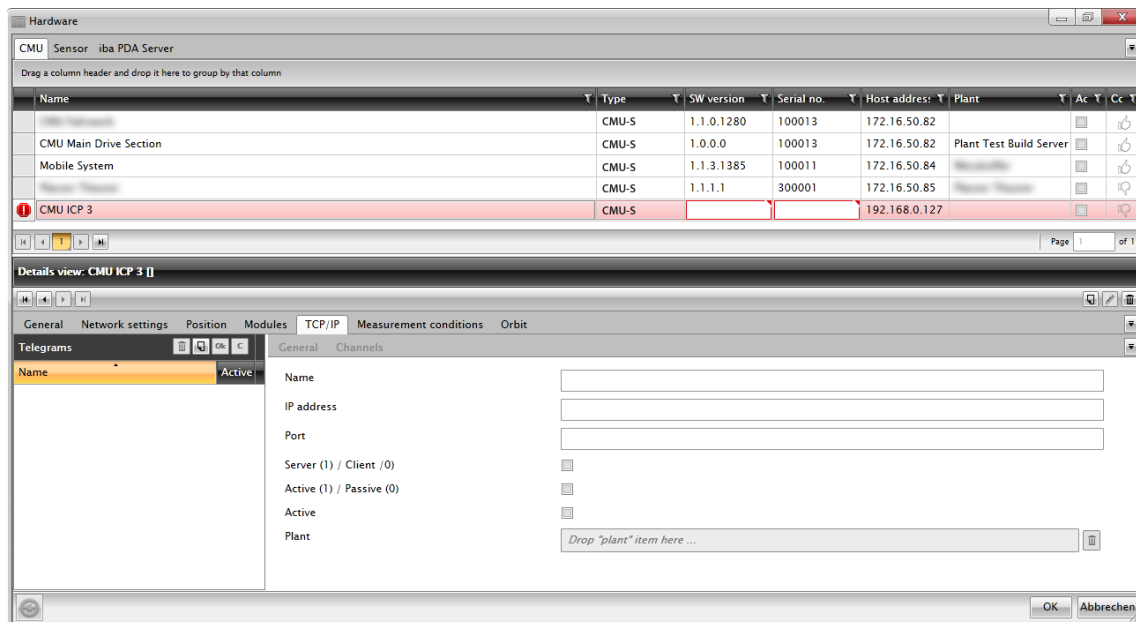 Hardware
CMU Sensor iba PDA Server
Drag a column header and drop it here to group by that column
Name Type SW version Serial no. Host addres: Plant Ac Cc
CMU-S 1.1.0.1280 100013 172.16.50.82
CMU Main Drive Section CMU-S 1.0.0.0 100013 172.16.50.82 Plant Test Build Server
Mobile System CMU-S 1.1.3.1385 100011 172.16.50.84
CMU-S 1.1.1.1 300001 172.16.50.85
CMU ICP 3 CMU-S 192.168.0.127
1 Page 1 of 1
Details view: CMU ICP 3 []
General Network settings Position Modules TCP/IP Measurement conditions Orbit
Telegrams Ok C General Channels
Name Active
Name
IP address
Port
Server (1) / Client /0)
Active (1) / Passive (0)
Active
Plant Drop "plant" item here ...
OK Abbrechen